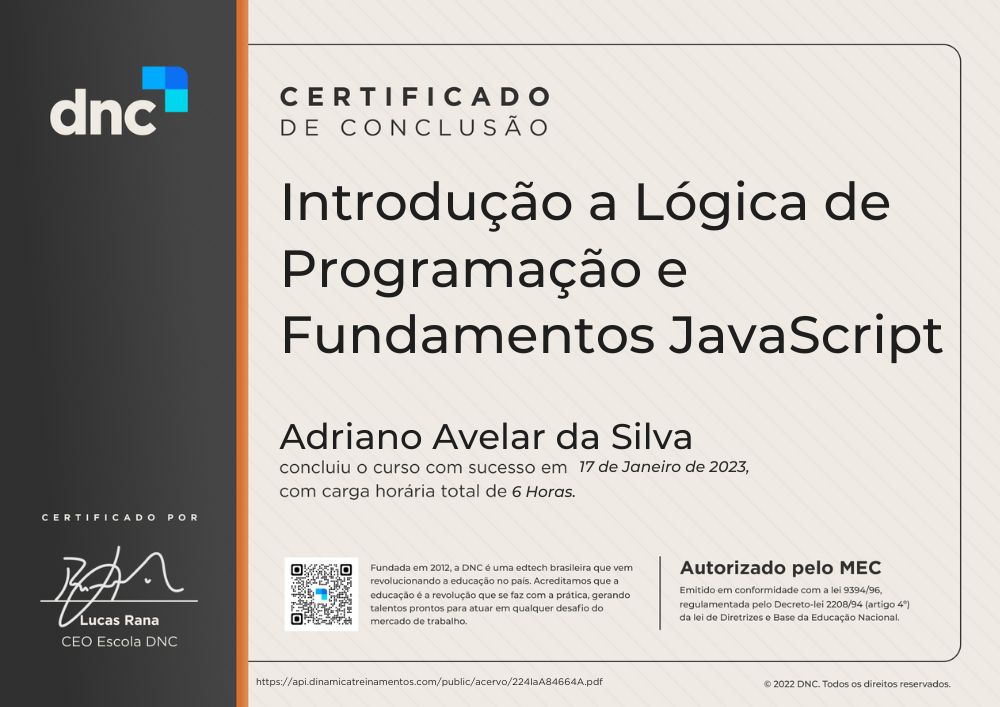 dnc
CERTIFICADO
DE CONCLUSÃO
Introdução a Lógica de
Programação e
Fundamentos JavaScript
Adriano Avelar da Silva
concluiu o curso com sucesso em 17 de Janeiro de 2023,
com carga horária total de 6 Horas.
CERTIFICADO POR
Lucas Rana
CEO Escola DNC
Fundada em 2012, a DNC é uma edtech brasileira que vem
revolucionando a educação no país. Acreditamos que a
educação é a revolução que se faz com a prática, gerando
talentos prontos para atuar em qualquer desafio do
mercado de trabalho.
Autorizado pelo MEC
Emitido em conformidade com a lei 9394/96,
regulamentada pelo Decreto-lei 2208/94 (artigo 4º)
da lei de Diretrizes e Base da Educação Nacional.
https://api.dinamicatreinamentos.com/public/acervo/224IaA84664A.pdf
© 2022 DNC. Todos os direitos reservados.